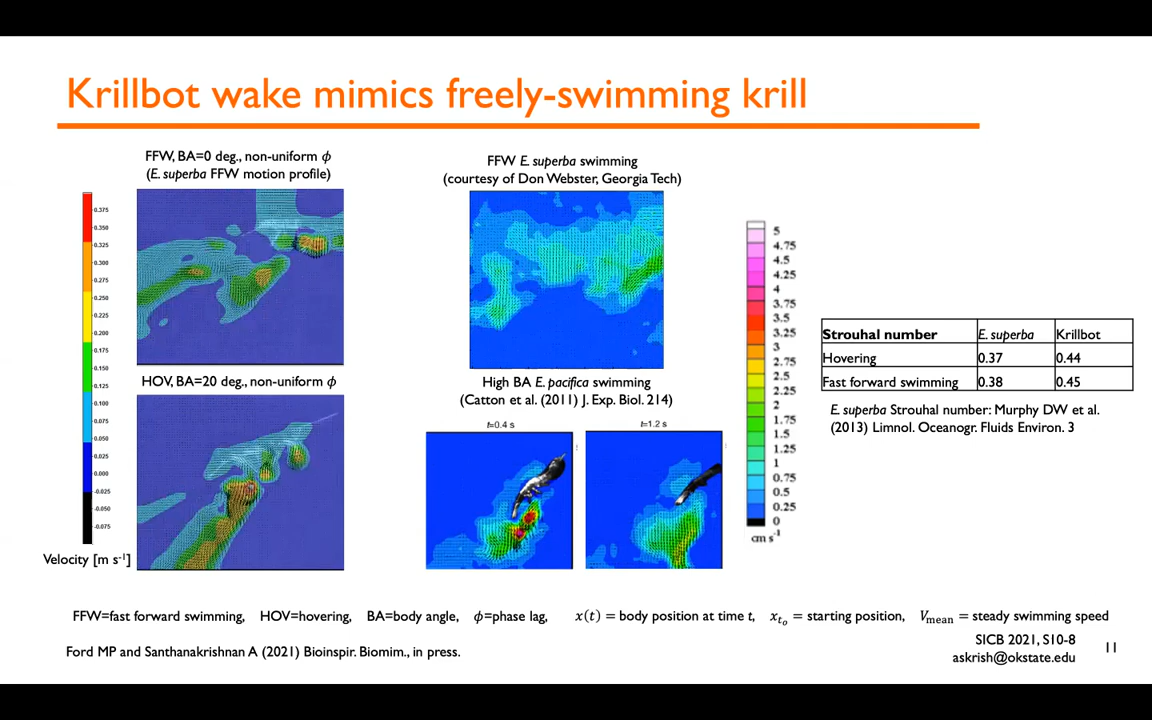 Krillbot wake mimics freely-swimming krill
FFW, BA=0 deg., non-uniform ϕ
(E. superba FFW motion profile)
0.375
0.350
0.325
0.300
0.275
0.250
0.225
0.200
0.175
0.150
0.125
0.100
0.075
0.050
0.025
0.000
-0.025
-0.050
-0.075
Velocity [m s⁻¹]
HOV, BA=20 deg., non-uniform ϕ
FFW E. superba swimming
(courtesy of Don Webster, Georgia Tech)
High BA E. pacifica swimming
(Catton et al. (2011) J. Exp. Biol. 214)
t=0.4 s
t=1.2 s
5
4.75
4.5
4.25
4
3.75
3.5
3.25
3
2.75
2.5
2.25
2
1.75
1.5
1.25
1
0.75
0.5
0.25
0
cm s⁻¹
Strouhal number E. superba Krillbot
Hovering 0.37 0.44
Fast forward swimming 0.38 0.45
E. superba Strouhal number: Murphy DW et al.
(2013) Limnol. Oceanogr. Fluids Environ. 3
FFW=fast forward swimming, HOV=hovering, BA=body angle, ϕ=phase lag, x(t) = body position at time t, xₜₒ = starting position, Vmean = steady swimming speed
Ford MP and Santhanakrishnan A (2021) Bioinspir. Biomim., in press.
SICB 2021, S10-8
askrish@okstate.edu
11